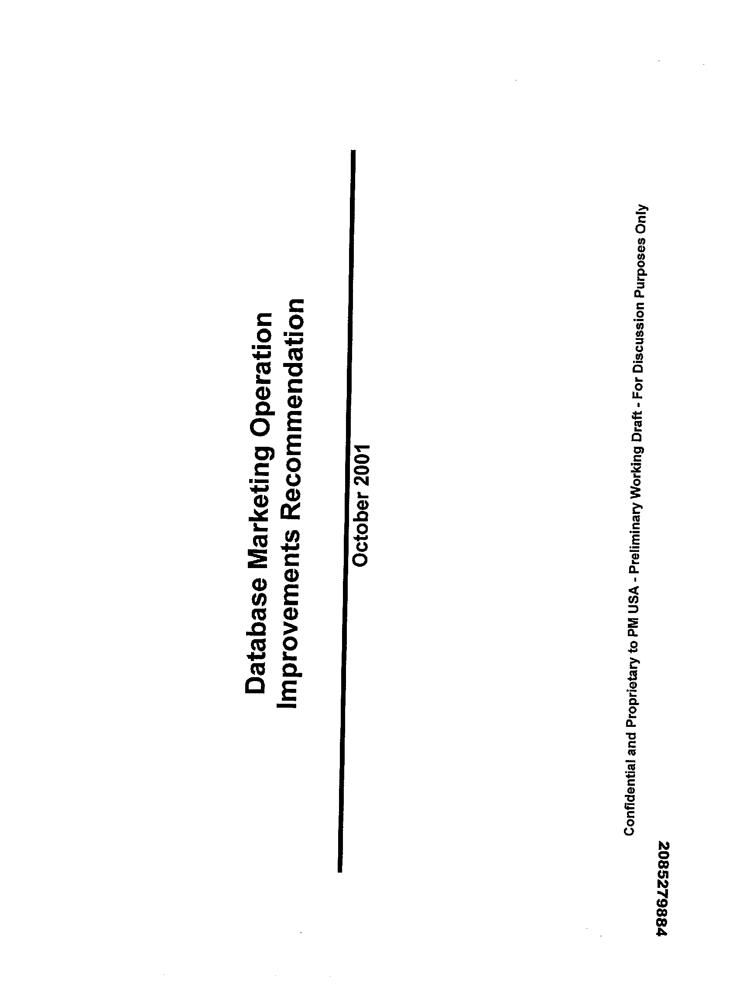 Database Marketing Operation
Improvements Recommendation
October 2001
Confidential and Proprietary to PM USA - Preliminary Working Draft - For Discussion Purposes Only
2085279884